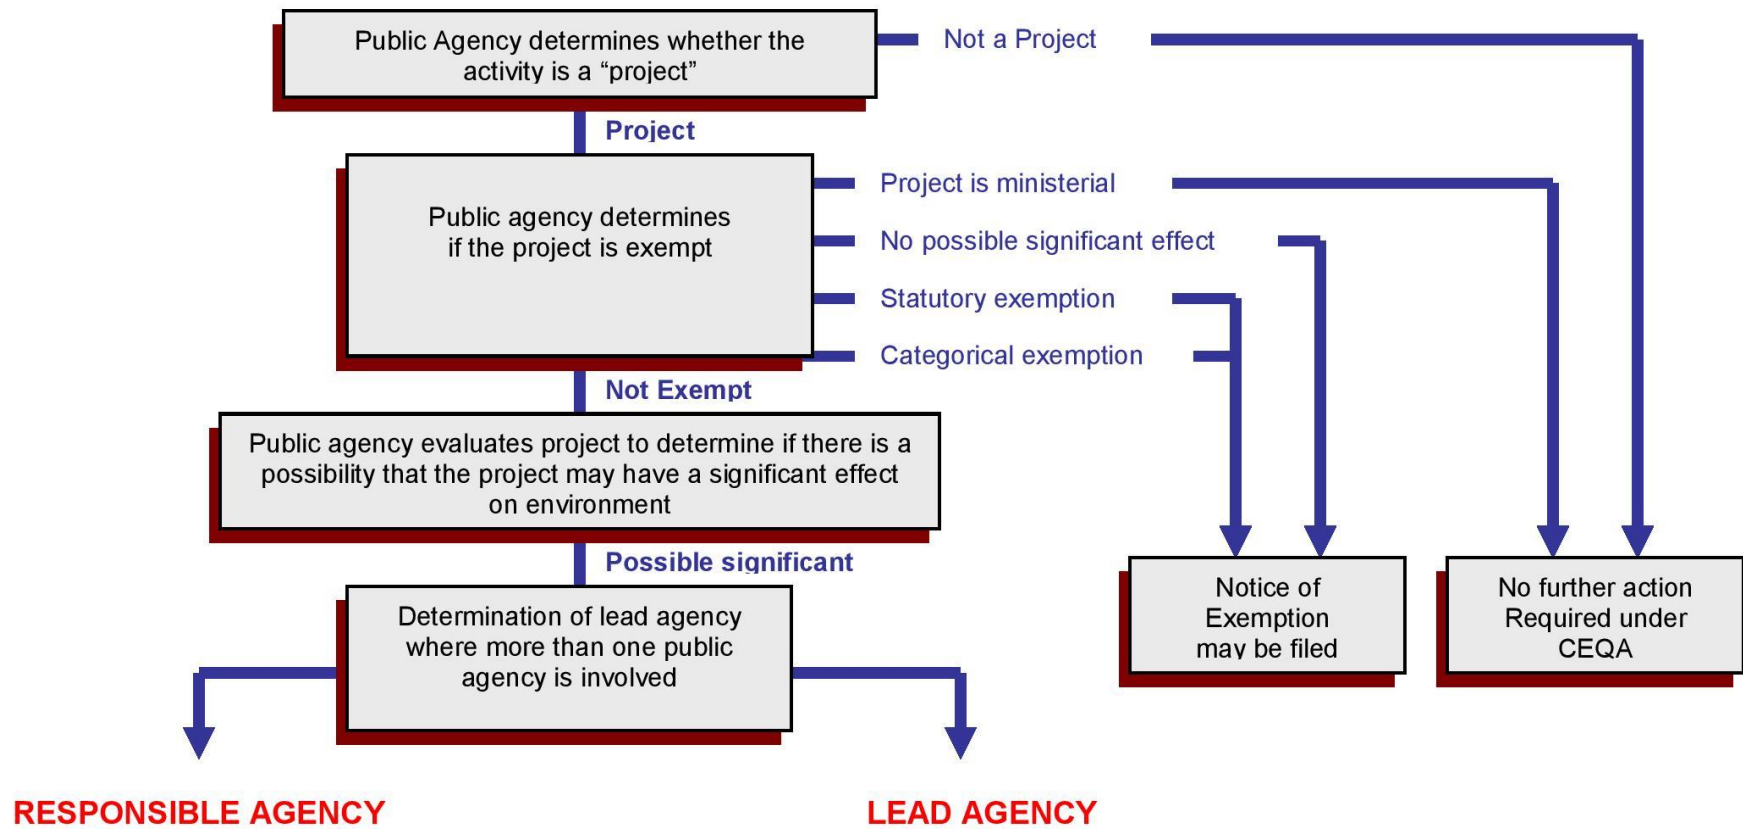 Public Agency determines whether the
activity is a “project”
Not a Project
Project
Public agency determines
if the project is exempt
Project is ministerial
No possible significant effect
Statutory exemption
Categorical exemption
Not Exempt
Public agency evaluates project to determine if there is a
possibility that the project may have a significant effect
on environment
Possible significant
Determination of lead agency
where more than one public
agency is involved
Notice of
Exemption
may be filed
No further action
Required under
CEQA
RESPONSIBLE AGENCY
LEAD AGENCY